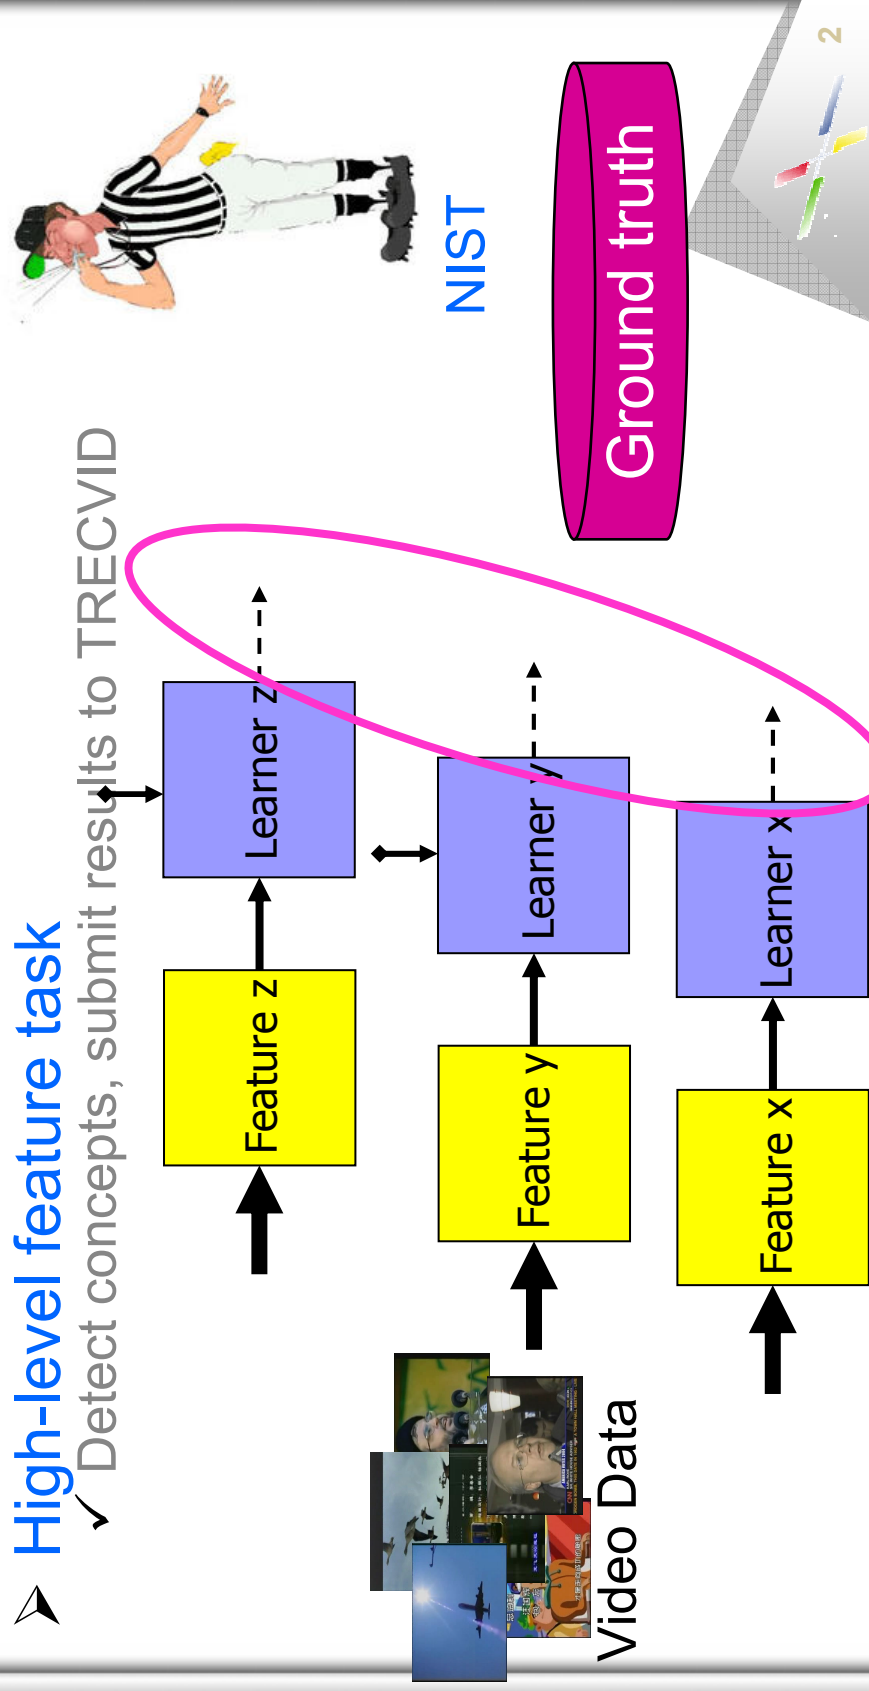 High-level feature task
Detect concepts, submit results to TRECVID
Feature z
Learner z
Feature y
Learner y
Feature x
Learner x
Video Data
NIST
Ground truth
CNN
2